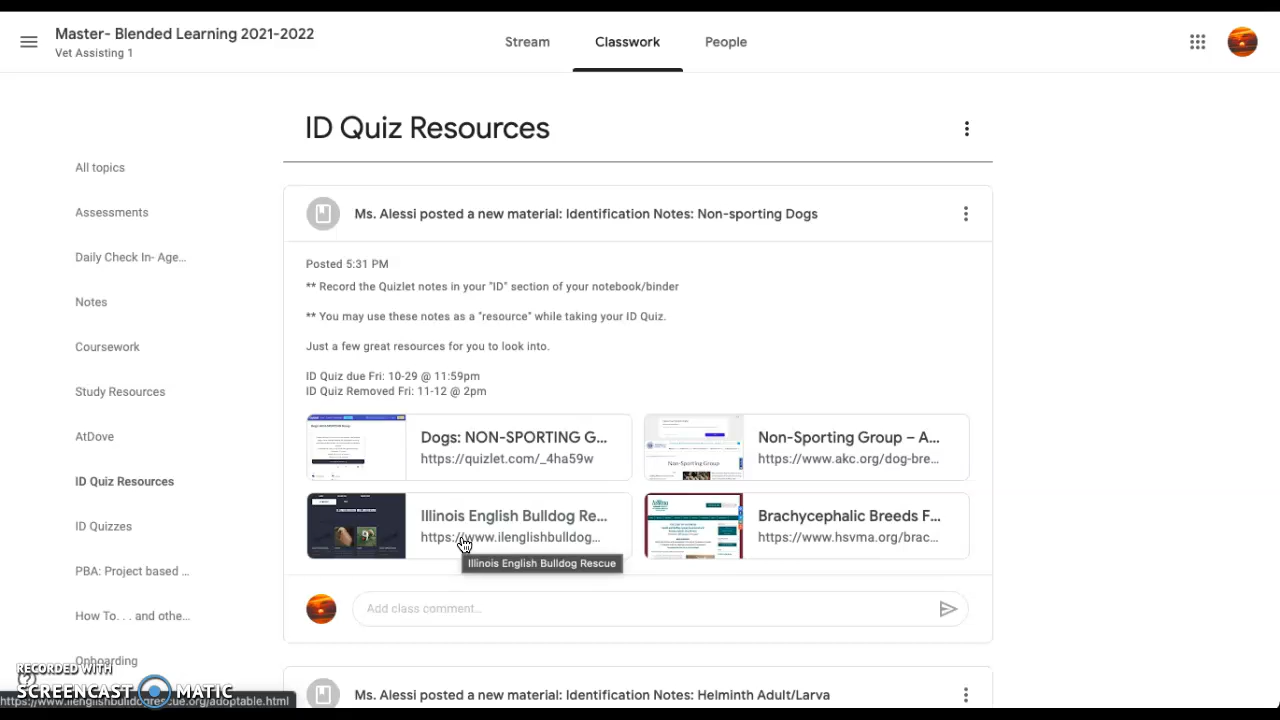 Master- Blended Learning 2021-2022
Vet Assisting 1
Stream
Classwork
People
ID Quiz Resources
All topics
Assessments
Daily Check In- Age...
Notes
Coursework
Study Resources
AtDove
ID Quiz Resources
ID Quizzes
PBA: Project based ...
How To. . . and othe...
Onboarding
Ms. Alessi posted a new material: Identification Notes: Non-sporting Dogs
Posted 5:31 PM
** Record the Quizlet notes in your "ID" section of your notebook/binder
** You may use these notes as a "resource" while taking your ID Quiz.
Just a few great resources for you to look into.
ID Quiz due Fri: 10-29 @ 11:59pm
ID Quiz Removed Fri: 11-12 @ 2pm
Dogs: NON-SPORTING G...
https://quizlet.com/_4ha59w
Non-Sporting Group
Non-Sporting Group – A...
https://www.akc.org/dog-bre...
Illinois English Bulldog Re...
https://www.ilenglishbulldog...
Illinois English Bulldog Rescue
Brachycephalic Breeds F...
https://www.hisna.org/brac...
Add class comment...
Ms. Alessi posted a new material: Identification Notes: Helminth Adult/Larva
RECORDED WITH
SCREENCAST MATIC
https://www.ilenglishbulldogrescue.org/adoptable.html